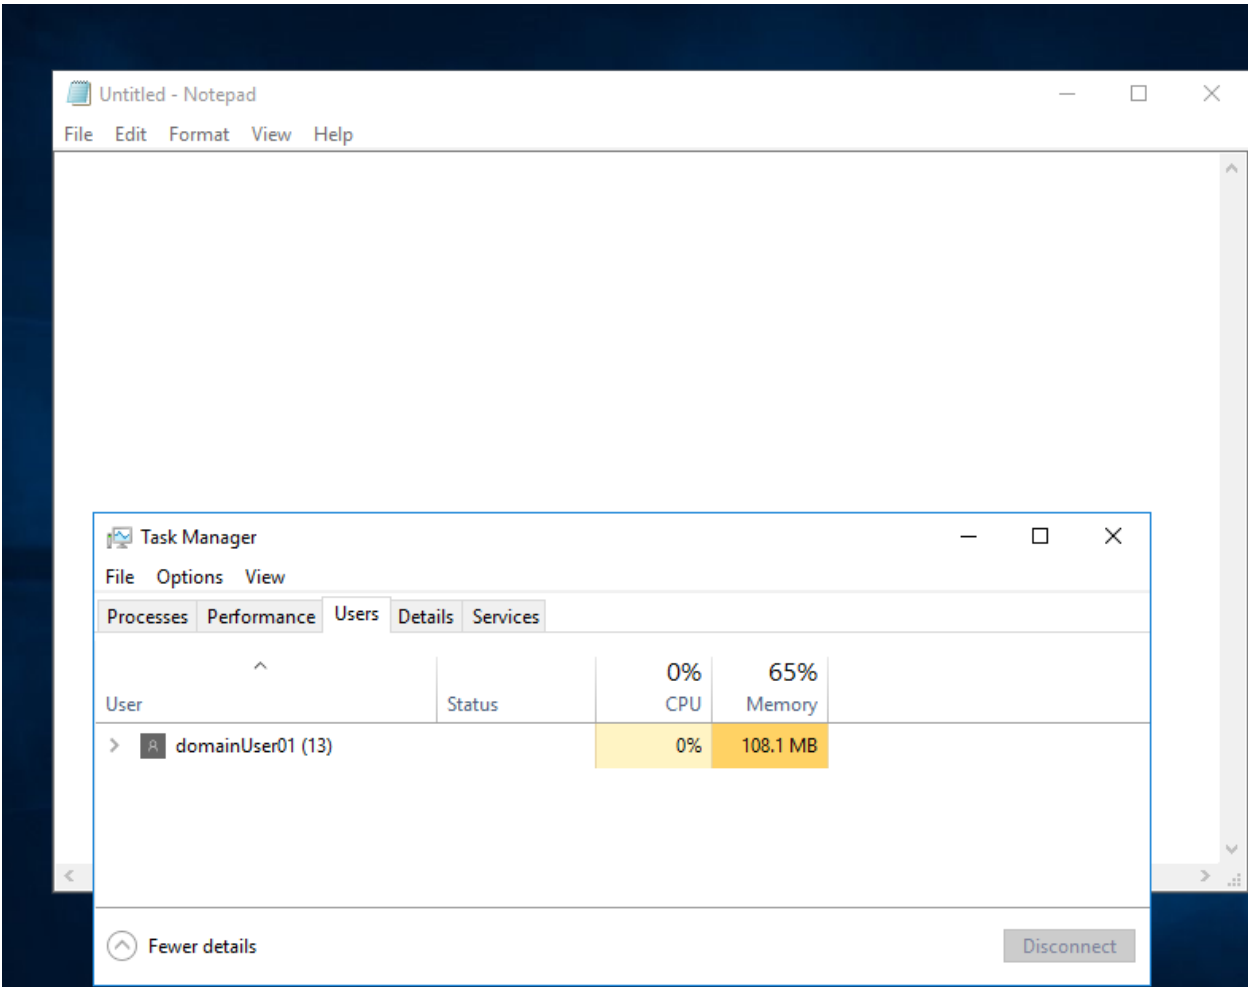 Untitled - Notepad
File Edit Format View Help
Task Manager
File Options View
Processes Performance Users Details Services
0% 65%
User Status CPU Memory
domainUser01 (13) 0% 108.1 MB
Fewer details Disconnect